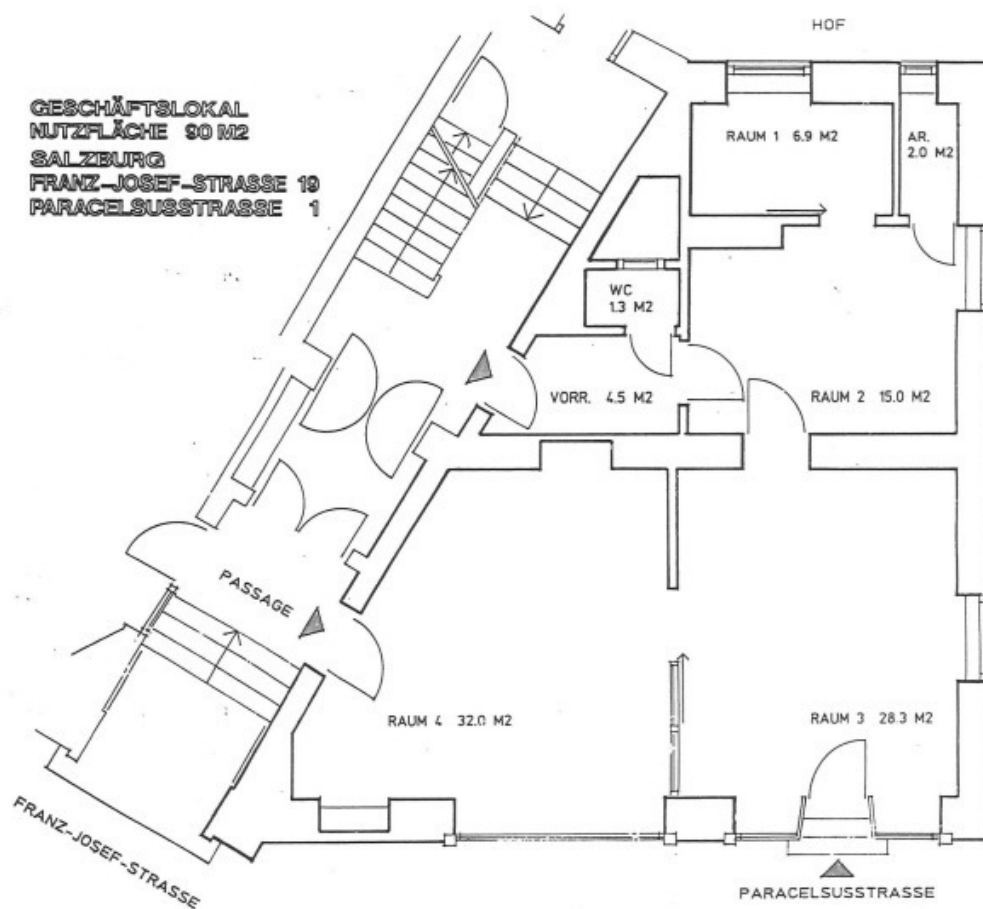 HOF
GESCHÄFTSLOKAL
NUTZFLÄCHE 90 M2
SALZBURG
FRANZ-JOSEF-STRASSE 19
PARACELSUSSTRASSE 1
RAUM 1 6.9 M2
AR.
2.0 M2
WC
1.3 M2
VORR. 4.5 M2
RAUM 2 15.0 M2
PASSAGE
RAUM 4 32.0 M2
RAUM 3 28.3 M2
FRANZ-JOSEF-STRASSE
PARACELSUSSTRASSE